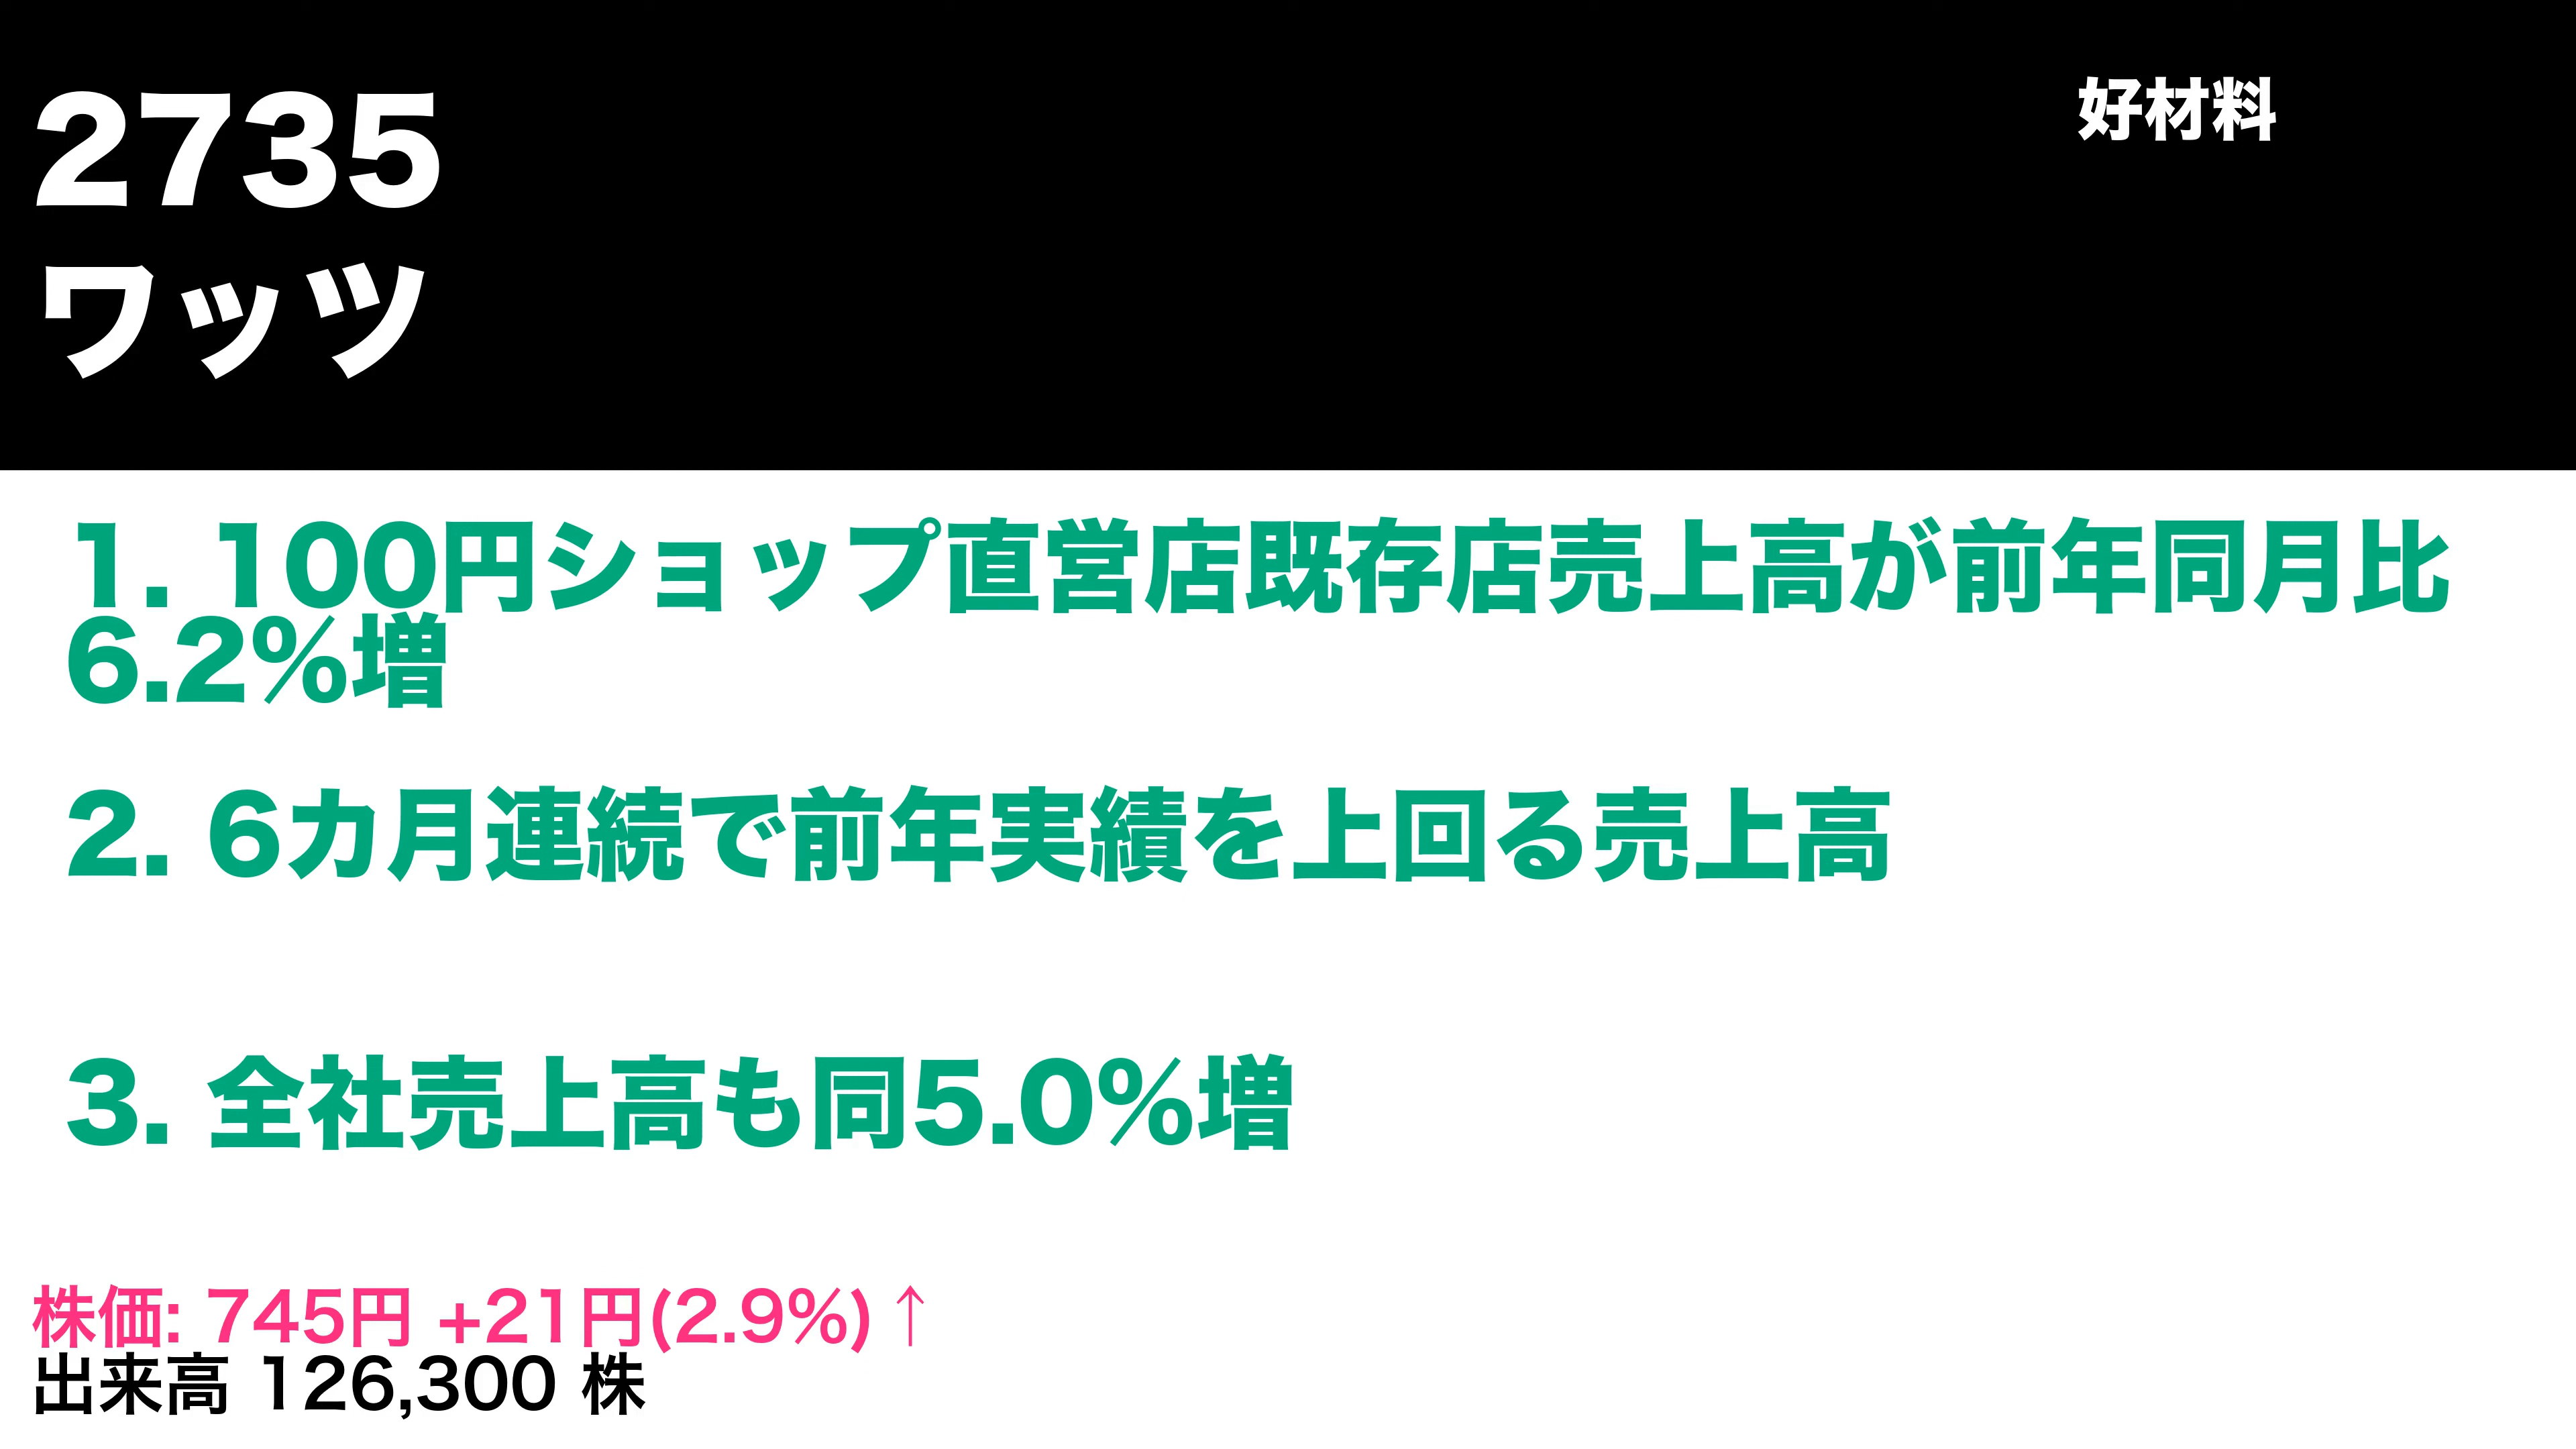 2735
ワッツ
好材料
1. 100円ショップ直営店既存店売上高が前年同月比
6.2%増
2. 6カ月連続で前年実績を上回る売上高
3. 全社売上高も同5.0%増
株価: 745円 +21円(2.9%)↑
出来高 126,300 株